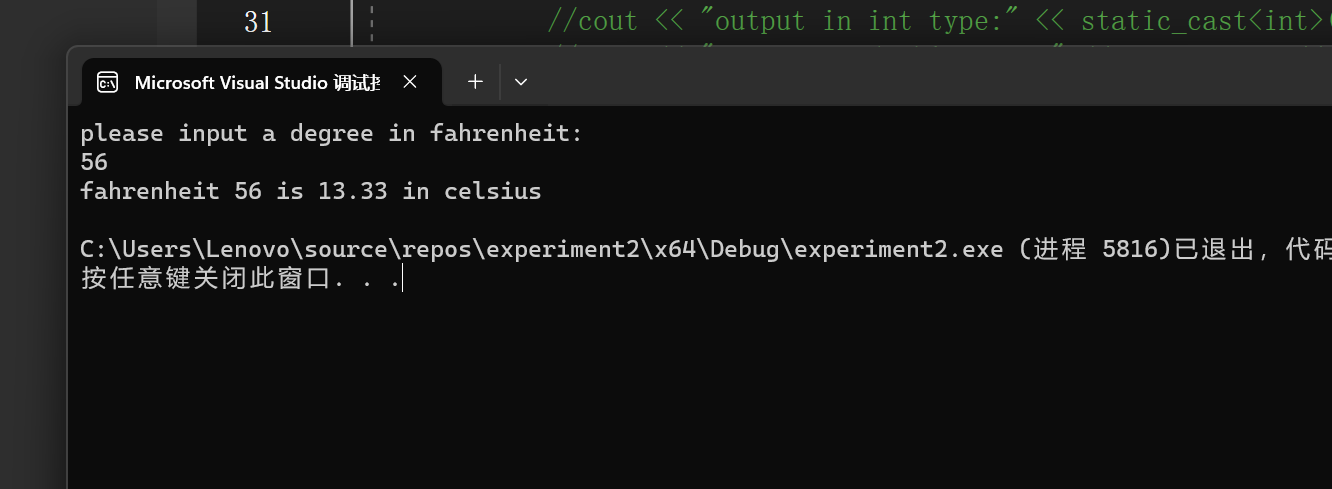 31 //cout << "output in int type:" << static_cast<int>(
Microsoft Visual Studio 调试
please input a degree in fahrenheit:
56
fahrenheit 56 is 13.33 in celsius
C:\Users\Lenovo\source\repos\experiment2\x64\Debug\experiment2.exe (进程 5816)已退出，代码
按任意键关闭此窗口. . .